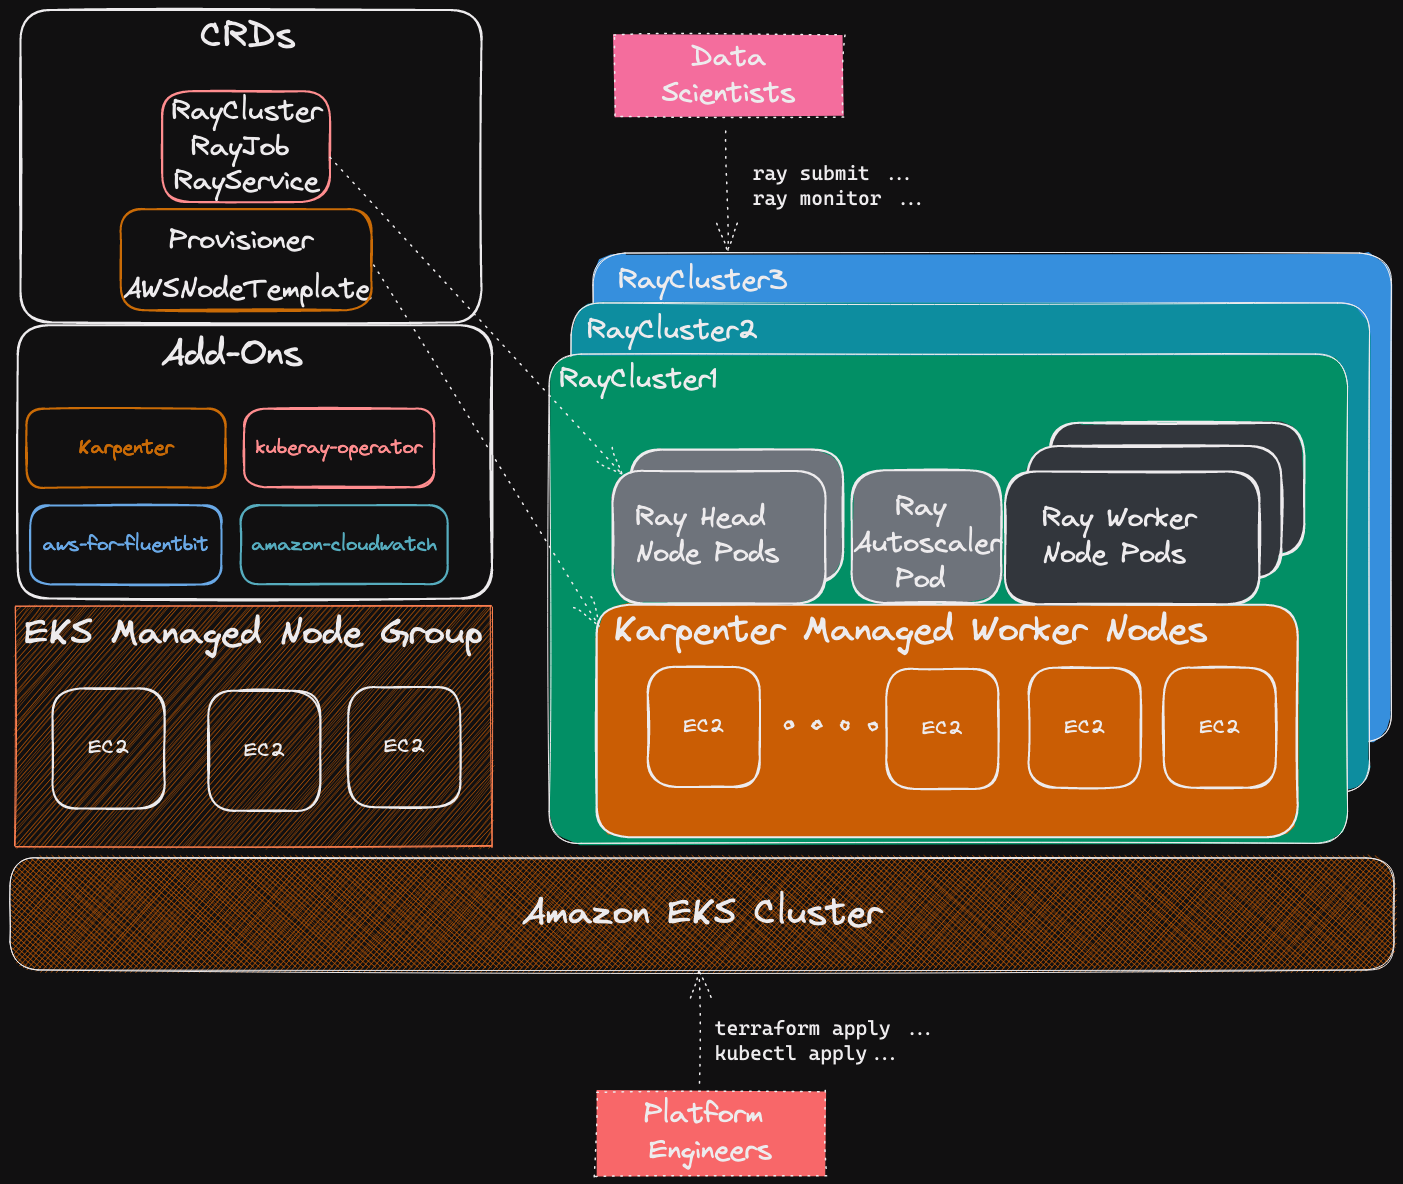 CRDs
RayCluster
RayJob
RayService
Provisioner
AWSNodeTemplate
Add-Ons
Karpenter
kuberay-operator
aws-for-fluentbit
amazon-cloudwatch
EKS Managed Node Group
EC2
EC2
EC2
Data
Scientists
ray submit ...
ray monitor ...
RayCluster3
RayCluster2
RayCluster1
Ray Head
Node Pods
Ray
Autoscaler
Pod
Ray Worker
Node Pods
Karpenter Managed Worker Nodes
EC2
EC2
EC2
EC2
Amazon EKS Cluster
terraform apply ...
kubectl apply...
Platform
Engineers